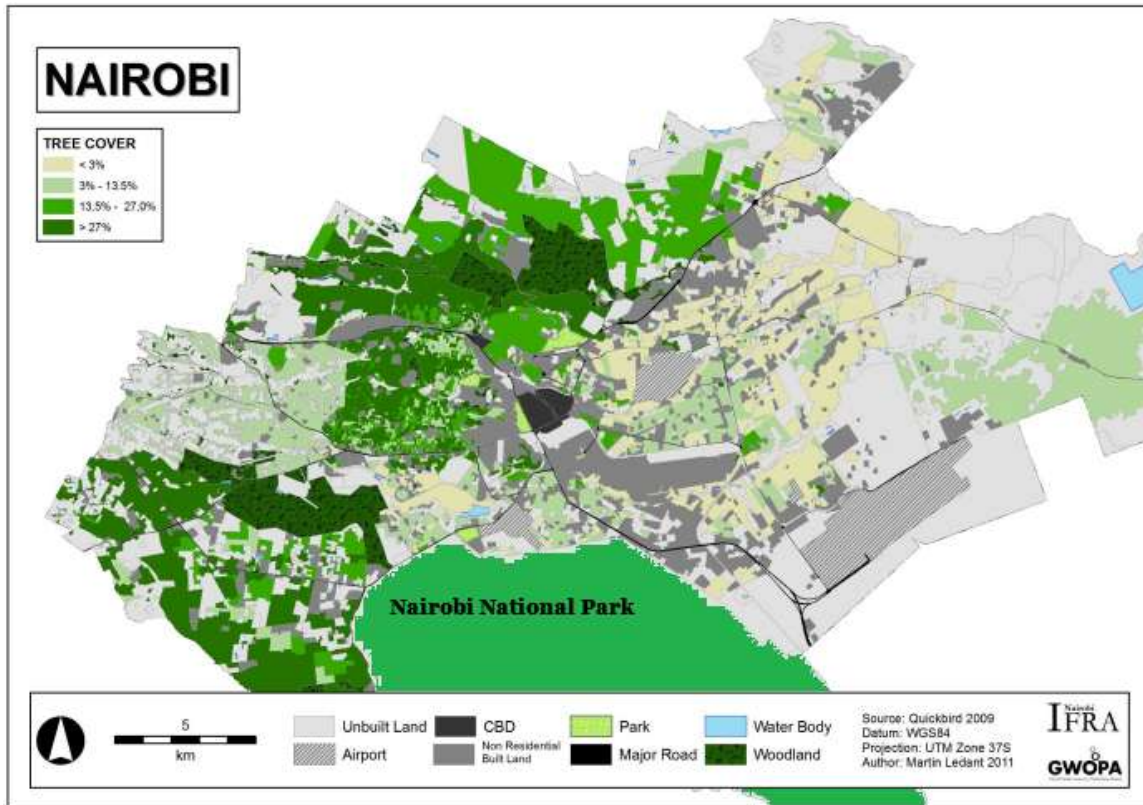 NAIROBI
TREE COVER
< 3%
3% - 13.5%
13.5% - 27.0%
> 27%
Nairobi National Park
5
km
Unbuilt Land
Airport
CBD
Non Residential
Built Land
Park
Major Road
Water Body
Woodland
Source: Quickbird 2009
Datum: WGS84
Projection: UTM Zone 37S
Author: Martin Ledant 2011
Nairobi
IFRA
GWOPA